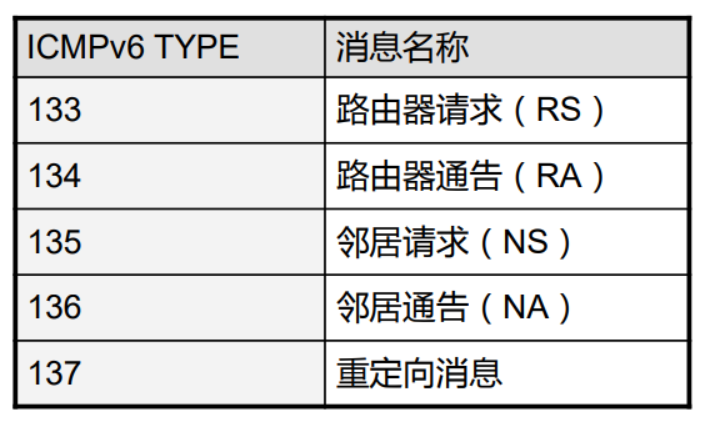 ICMPv6 TYPE 消息名称
133 路由器请求（RS）
134 路由器通告（RA）
135 邻居请求（NS）
136 邻居通告（NA）
137 重定向消息